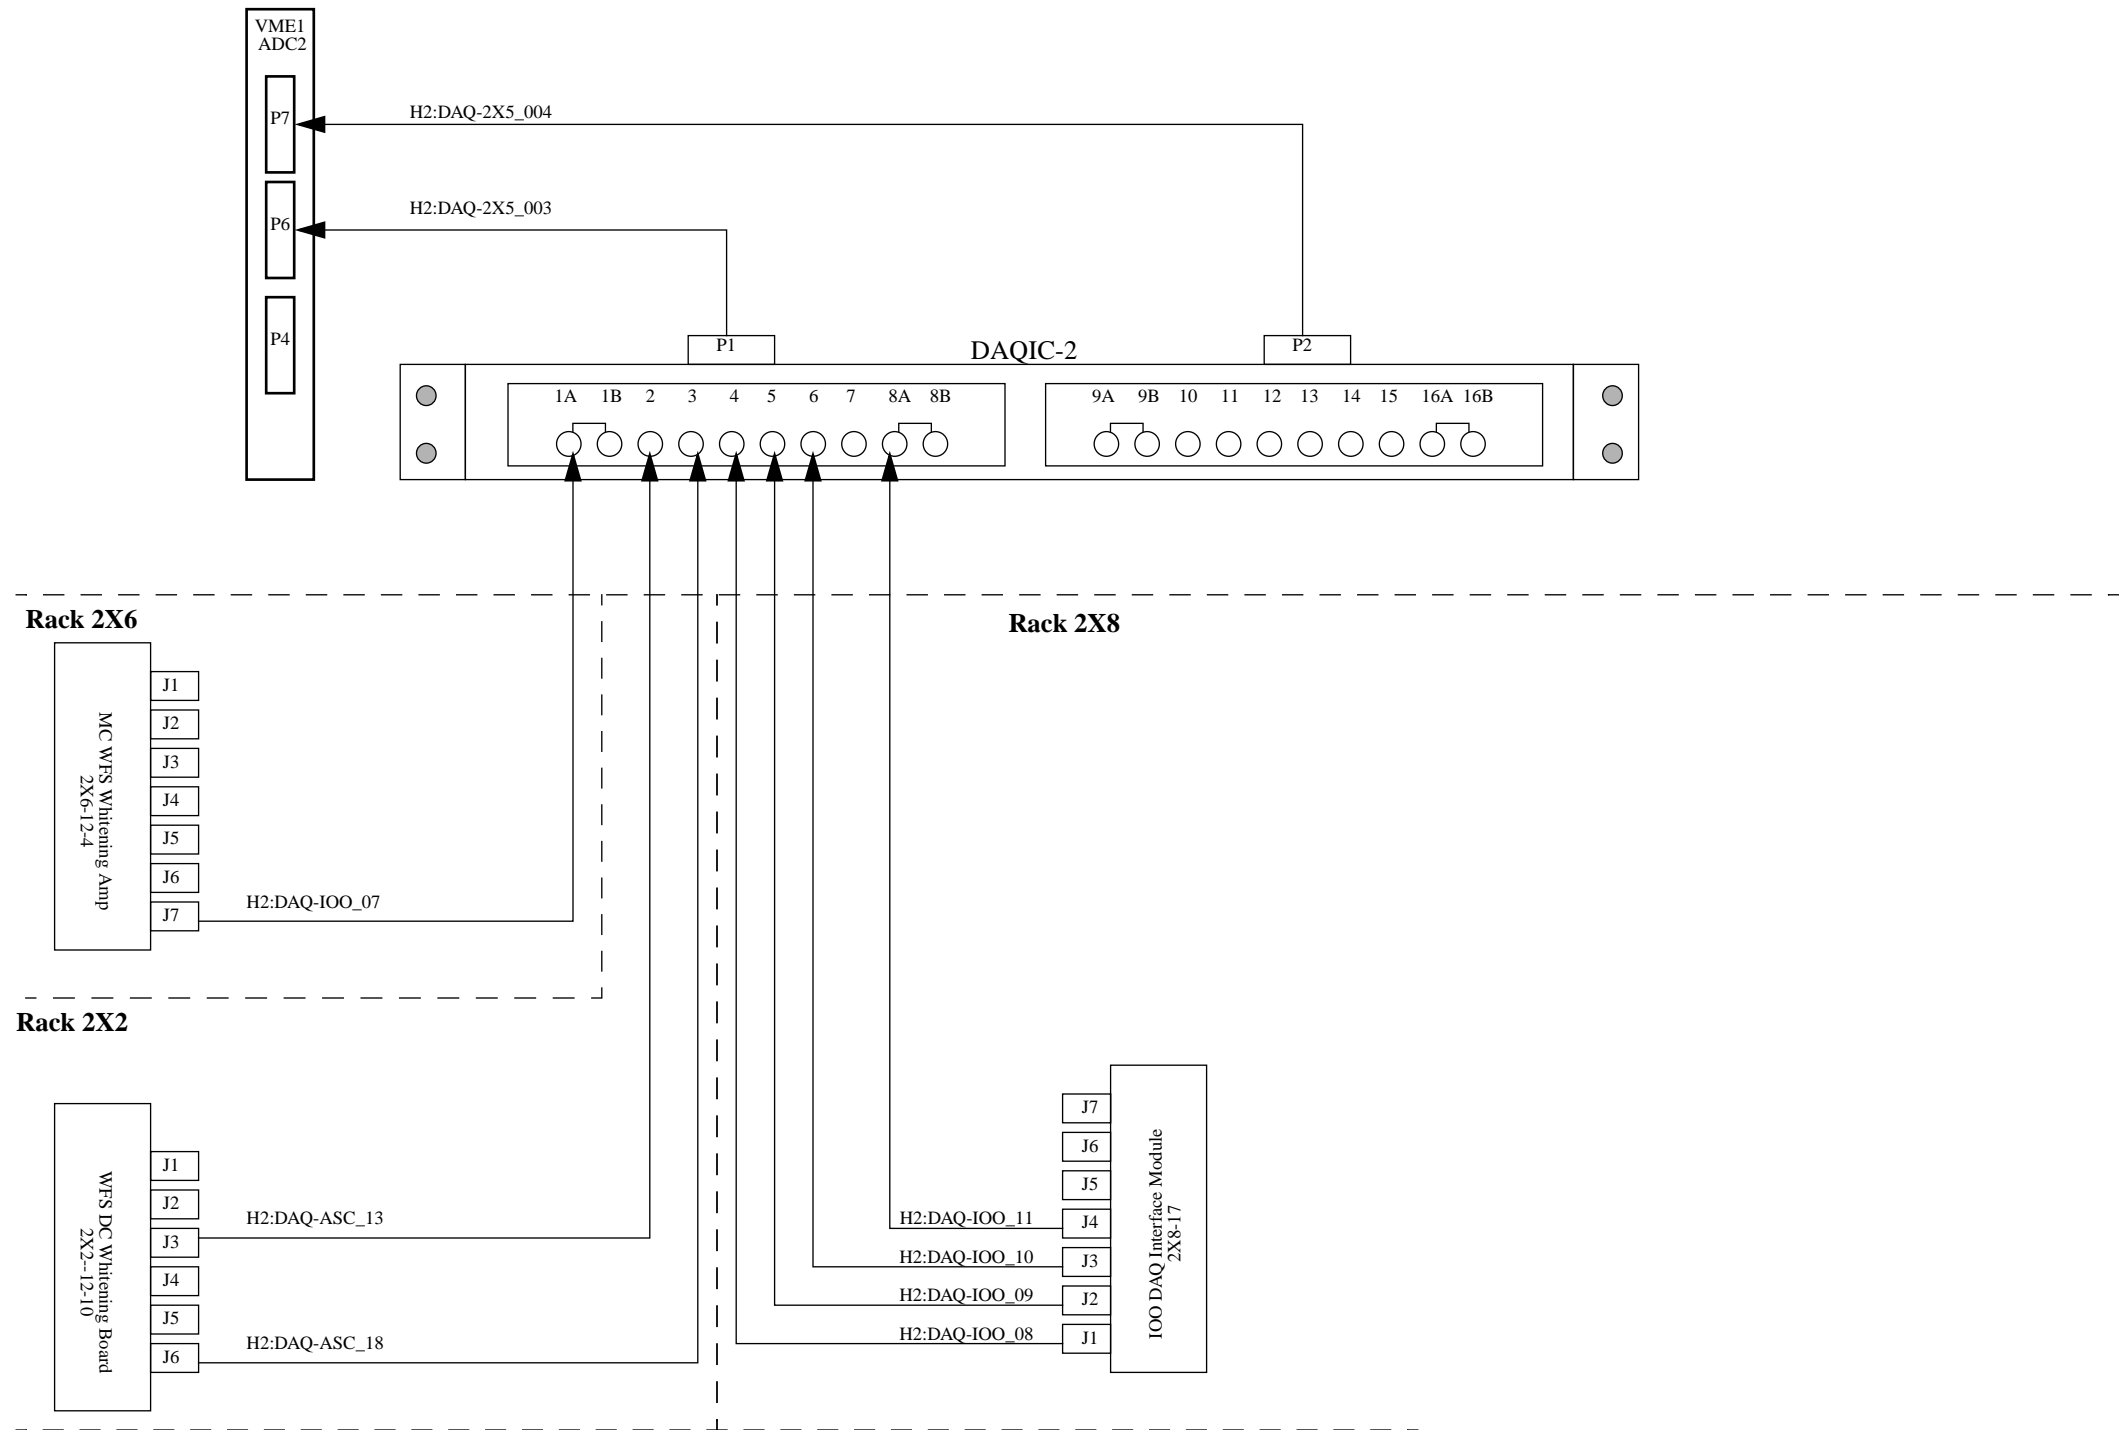 VME1
ADC2
P7
H2:DAQ-2X5_004
P6
H2:DAQ-2X5_003
P4
P1
DAQIC-2
P2
1A 1B 2 3 4 5 6 7 8A 8B
9A 9B 10 11 12 13 14 15 16A 16B
Rack 2X6
Rack 2X8
MC WFS Whitening Amp
2X6-12-4
J1
J2
J3
J4
J5
J6
J7
H2:DAQ-IOO_07
Rack 2X2
WFS DC Whitening Board
2X2--12-10
J1
J2
J3
J4
J5
J6
H2:DAQ-ASC_13
H2:DAQ-ASC_18
H2:DAQ-IOO_11
H2:DAQ-IOO_10
H2:DAQ-IOO_09
H2:DAQ-IOO_08
J7
J6
J5
J4
J3
J2
J1
IOO DAQ Interface Module
2X8-17